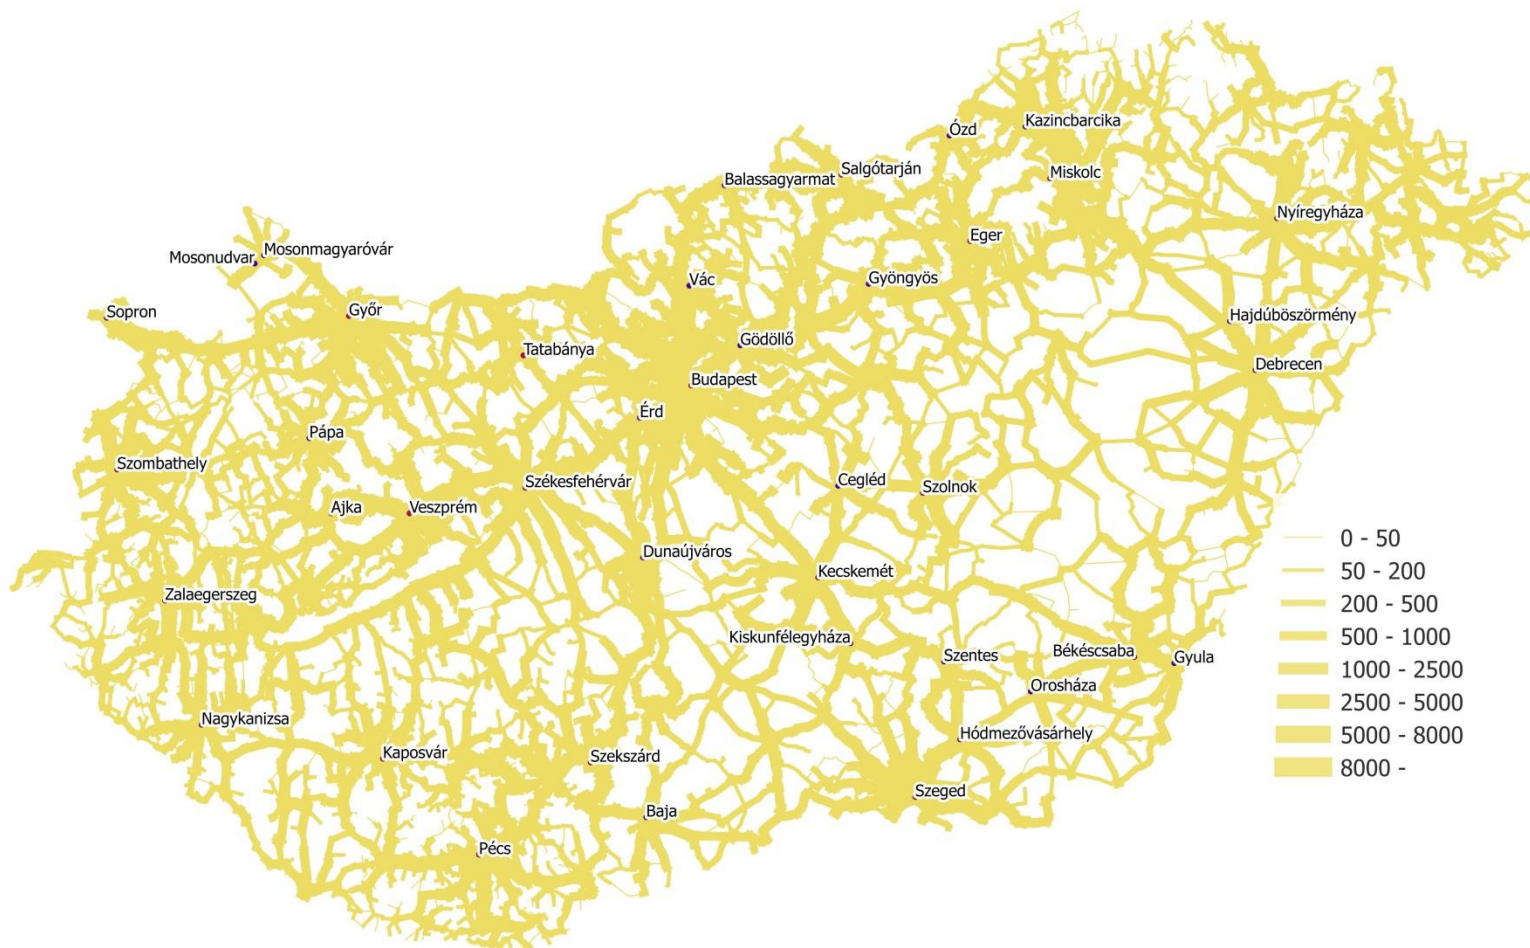 Ózd
Kazincbarcika
Salgótarján
Miskolc
Balassagyarmat
Nyíregyháza
Eger
Mosonmagyaróvár
Mosonudvar
Vác
Gyöngyös
Sopron
Győr
Hajdúböszörmény
Gödöllő
Tatabánya
Debrecen
Budapest
Érd
Pápa
Szombathely
Székesfehérvár
Cegléd
Szolnok
Ajka
Veszprém
Dunaújváros
Kecskemét
Zalaegerszeg
Kiskunfélegyháza
Szentes
Békéscsaba
Gyula
Orosháza
Nagykanizsa
Hódmezővásárhely
Kaposvár
Szekszárd
Szeged
Baja
Pécs
0 - 50
50 - 200
200 - 500
500 - 1000
1000 - 2500
2500 - 5000
5000 - 8000
8000 -